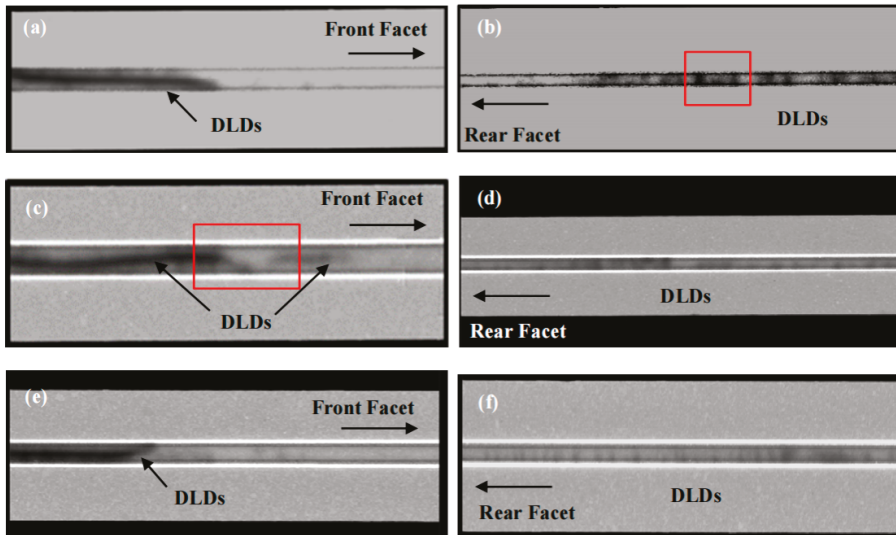 (a)
Front Facet
DLDs
(b)
Rear Facet
DLDs
(c)
Front Facet
DLDs
(d)
DLDs
Rear Facet
(e)
Front Facet
DLDs
(f)
DLDs
Rear Facet